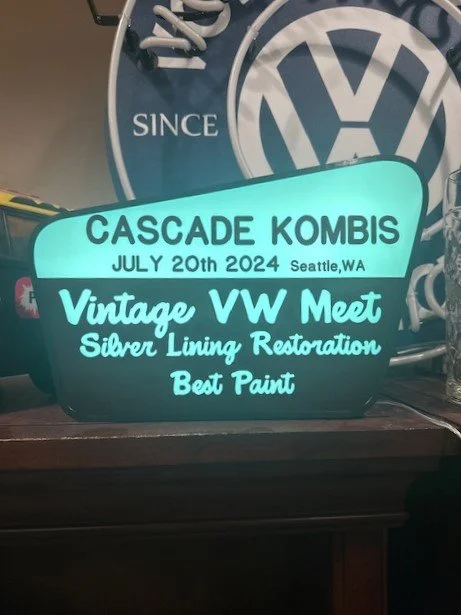 SINCE
CASCADE KOMBIS
JULY 20th 2024 Seattle,WA
Vintage VW Meet
Silver Lining Restoration
Best Paint